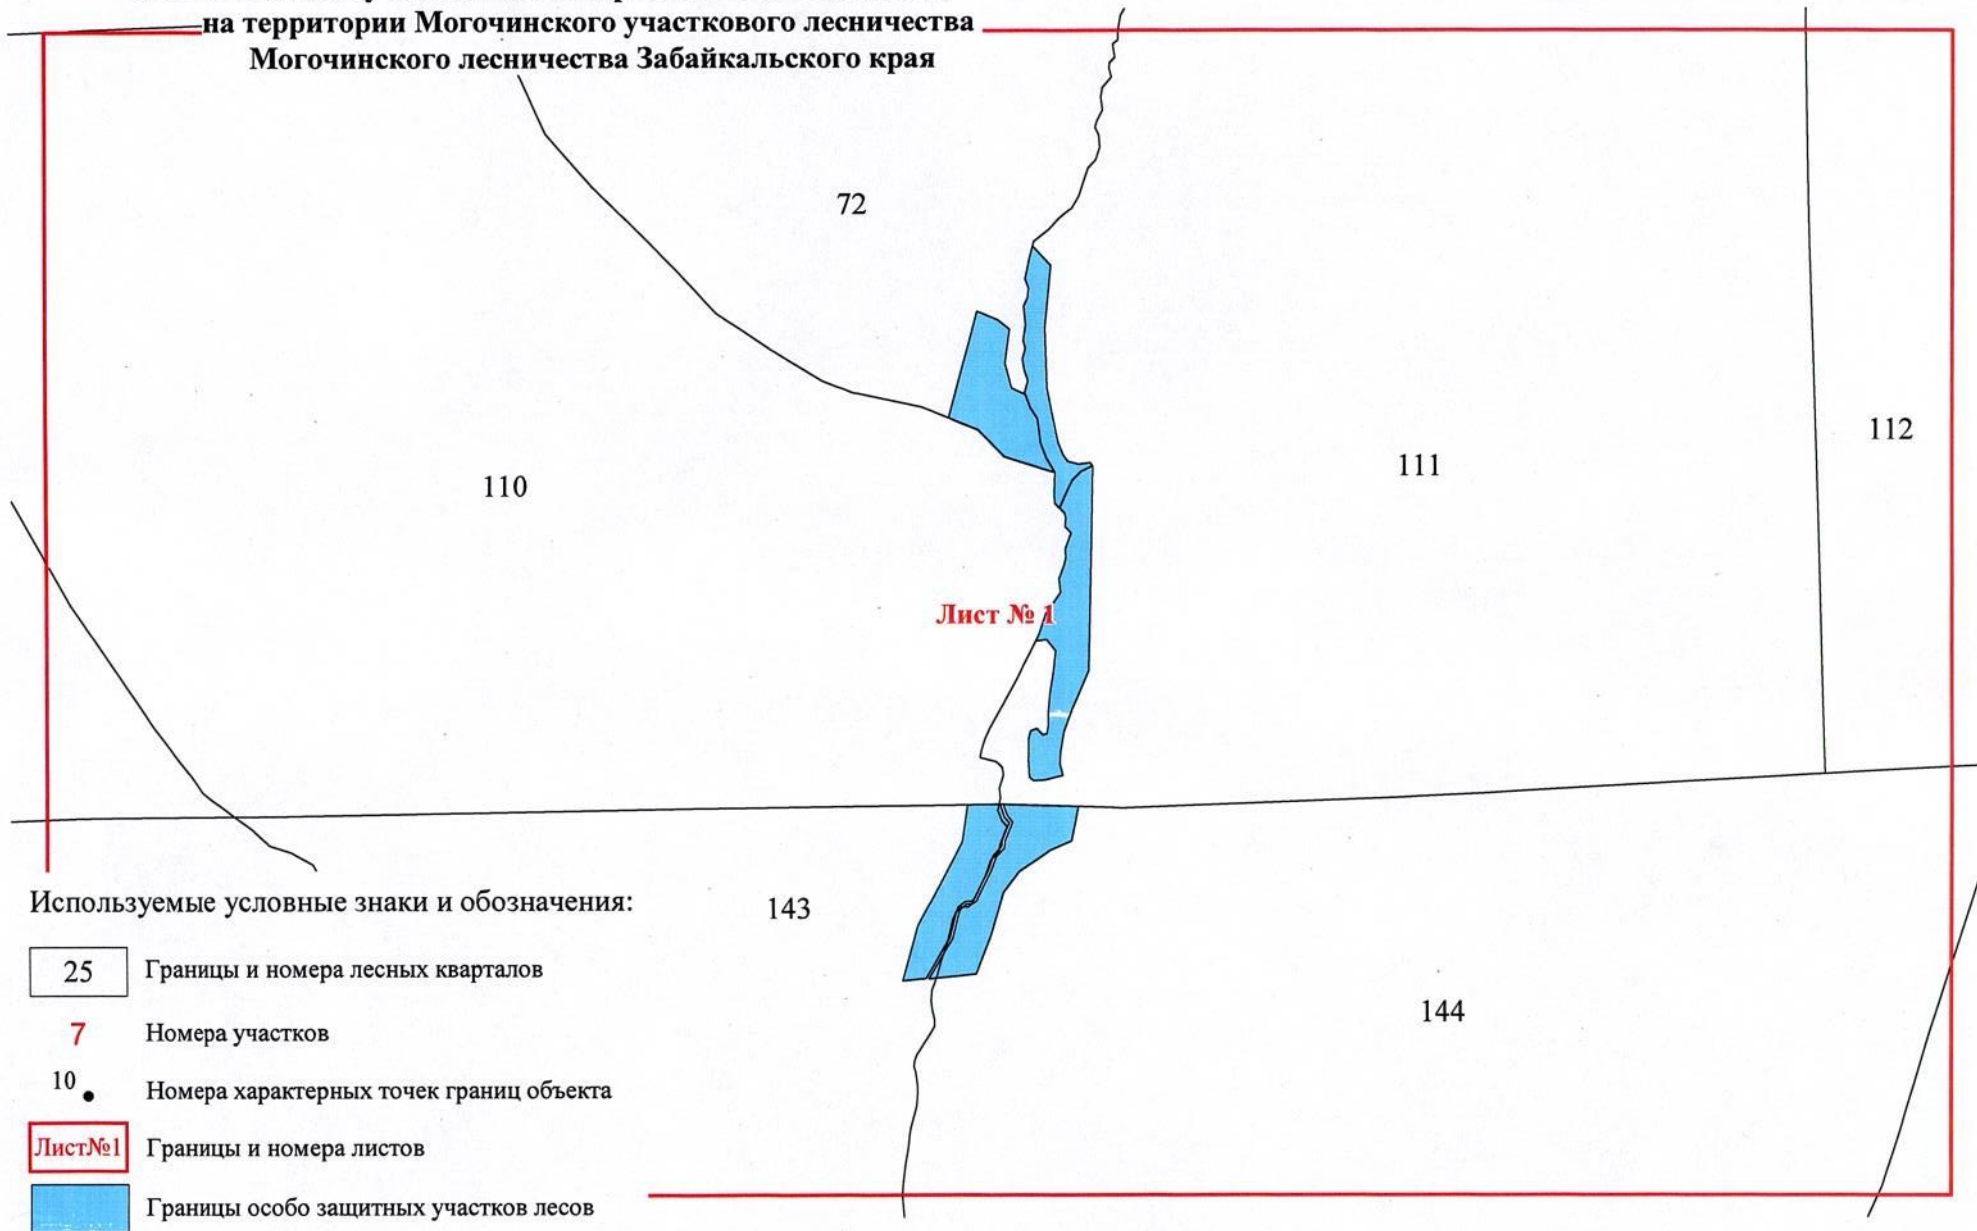 на территории Могочинского участкового лесничества
Могочинского лесничества Забайкальского края
72
112
111
110
Лист № 1
Используемые условные знаки и обозначения:
143
25 Границы и номера лесных кварталов
144
7 Номера участков
10 Номера характерных точек границ объекта
Лист№1 Границы и номера листов
Границы особо защитных участков лесов